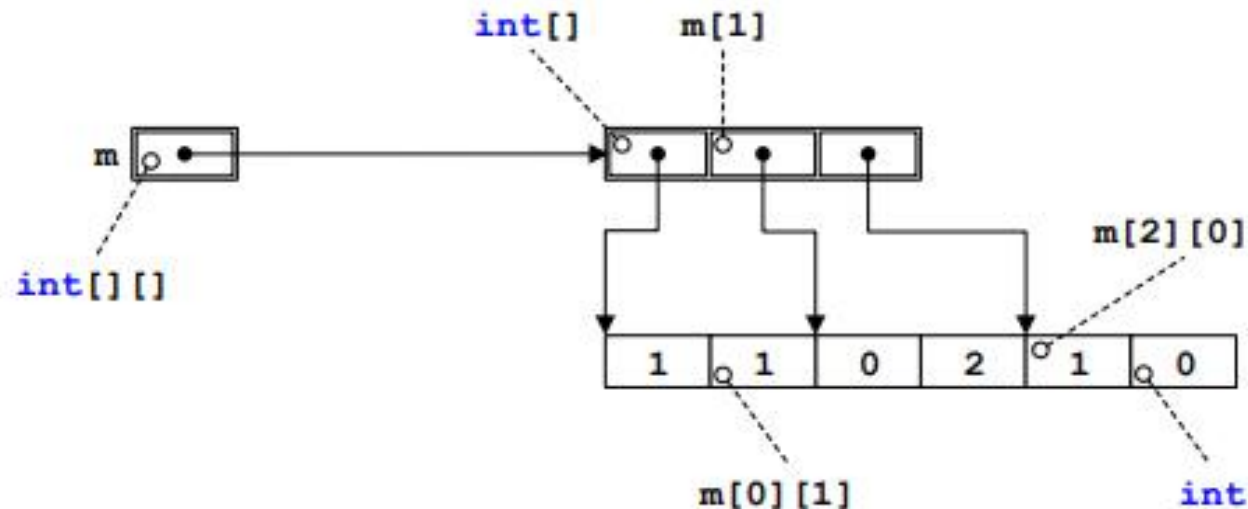 int[] m[1]
m
int[][]
m[2][0]
1 1 0 2 1 0
m[0][1] int